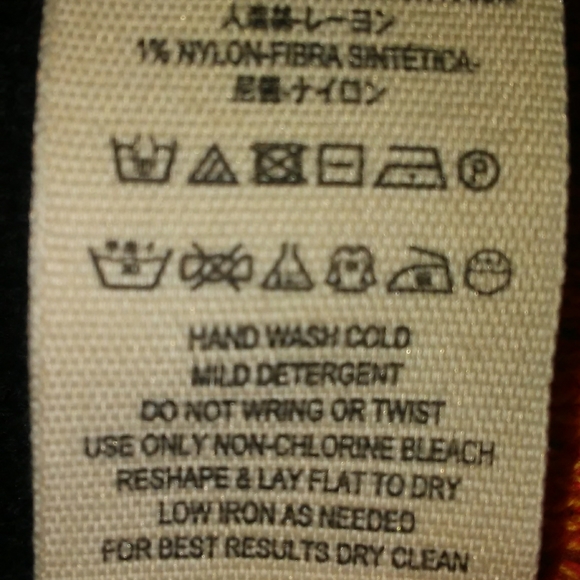 人造絲-レーヨン
1% NYLON-FIBRA SINTÉTICA-
尼龍-ナイロン
P
HAND WASH COLD
MILD DETERGENT
DO NOT WRING OR TWIST
USE ONLY NON-CHLORINE BLEACH
RESHAPE & LAY FLAT TO DRY
LOW IRON AS NEEDED
FOR BEST RESULTS DRY CLEAN